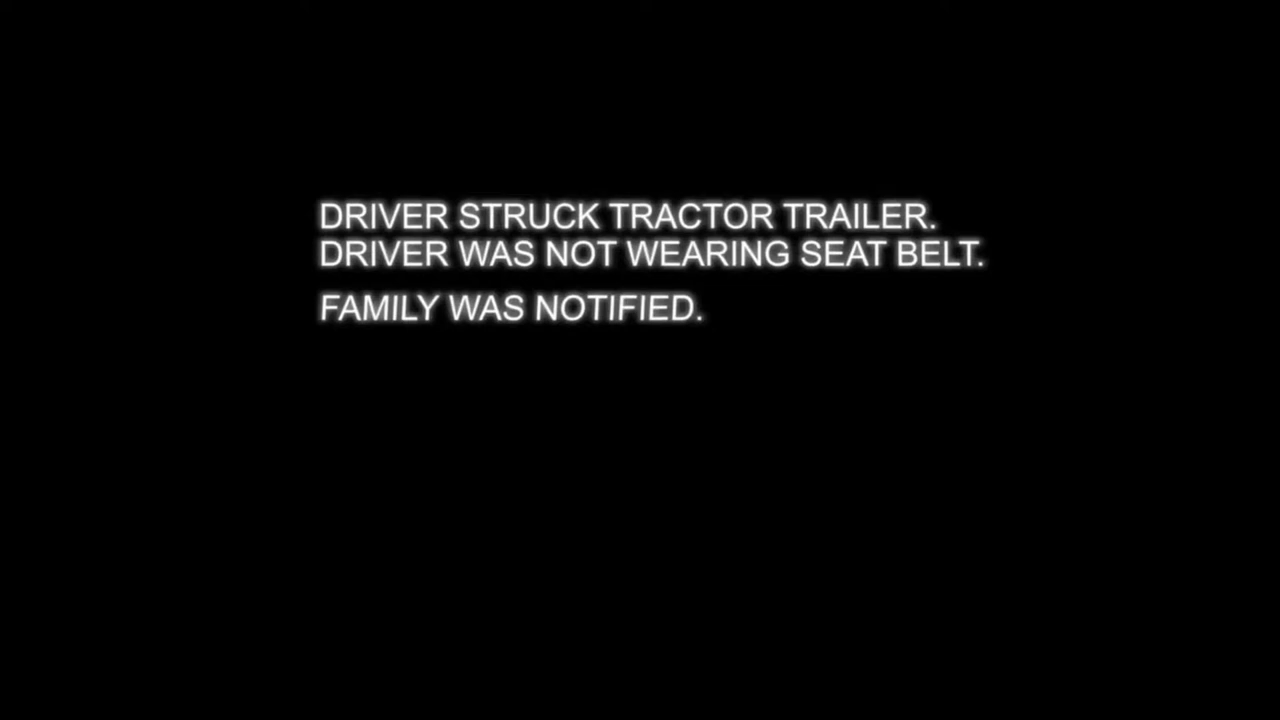 DRIVER STRUCK TRACTOR TRAILER.
DRIVER WAS NOT WEARING SEAT BELT.
FAMILY WAS NOTIFIED.